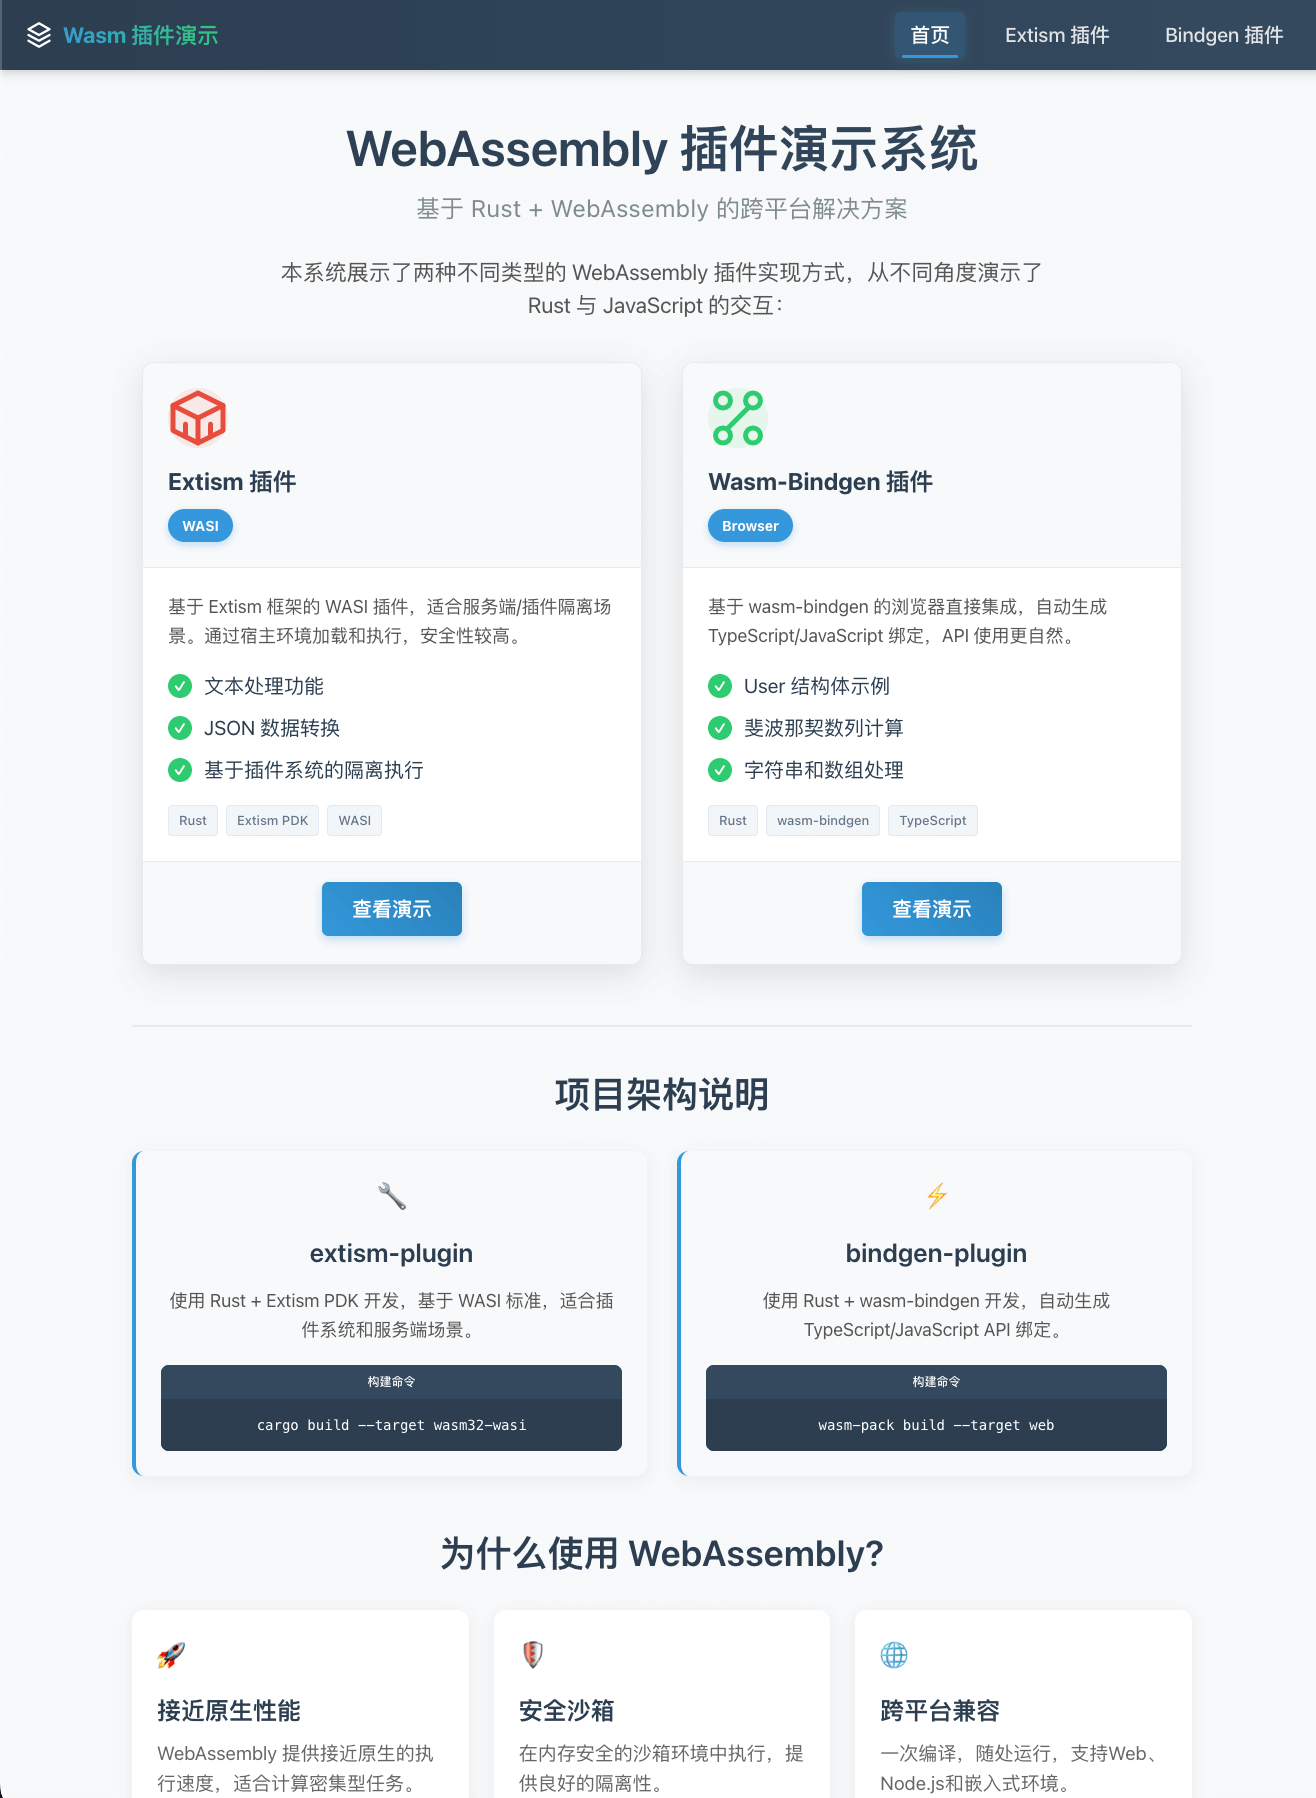 Wasm 插件演示
首页
Extism 插件
Bindgen 插件
WebAssembly 插件演示系统
基于 Rust + WebAssembly 的跨平台解决方案
本系统展示了两种不同类型的 WebAssembly 插件实现方式，从不同角度演示了
Rust 与 JavaScript 的交互：
Extism 插件
WASI
基于 Extism 框架的 WASI 插件，适合服务端/插件隔离场
景。通过宿主环境加载和执行，安全性较高。
文本处理功能
JSON 数据转换
基于插件系统的隔离执行
Rust
Extism PDK
WASI
查看演示
Wasm-Bindgen 插件
Browser
基于 wasm-bindgen 的浏览器直接集成，自动生成
TypeScript/JavaScript 绑定，API 使用更自然。
User 结构体示例
斐波那契数列计算
字符串和数组处理
Rust
wasm-bindgen
TypeScript
查看演示
项目架构说明
extism-plugin
使用 Rust + Extism PDK 开发，基于 WASI 标准，适合插
件系统和服务端场景。
构建命令
cargo build --target wasm32-wasi
bindgen-plugin
使用 Rust + wasm-bindgen 开发，自动生成
TypeScript/JavaScript API 绑定。
构建命令
wasm-pack build --target web
为什么使用 WebAssembly?
接近原生性能
WebAssembly 提供接近原生的执
行速度，适合计算密集型任务。
安全沙箱
在内存安全的沙箱环境中执行，提
供良好的隔离性。
跨平台兼容
一次编译，随处运行，支持Web、
Node.js和嵌入式环境。